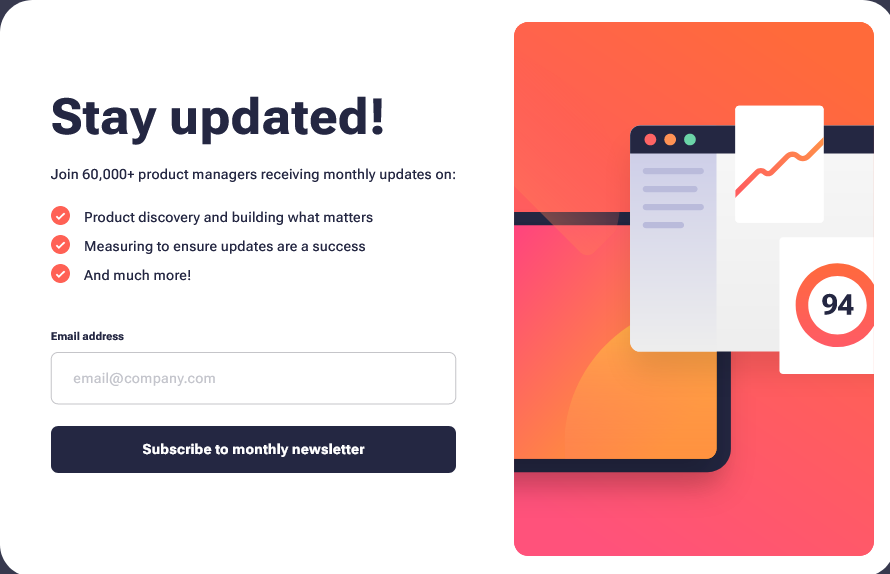 Stay updated!
Join 60,000+ product managers receiving monthly updates on:
Product discovery and building what matters
Measuring to ensure updates are a success
And much more!
Email address
email@company.com
Subscribe to monthly newsletter
94